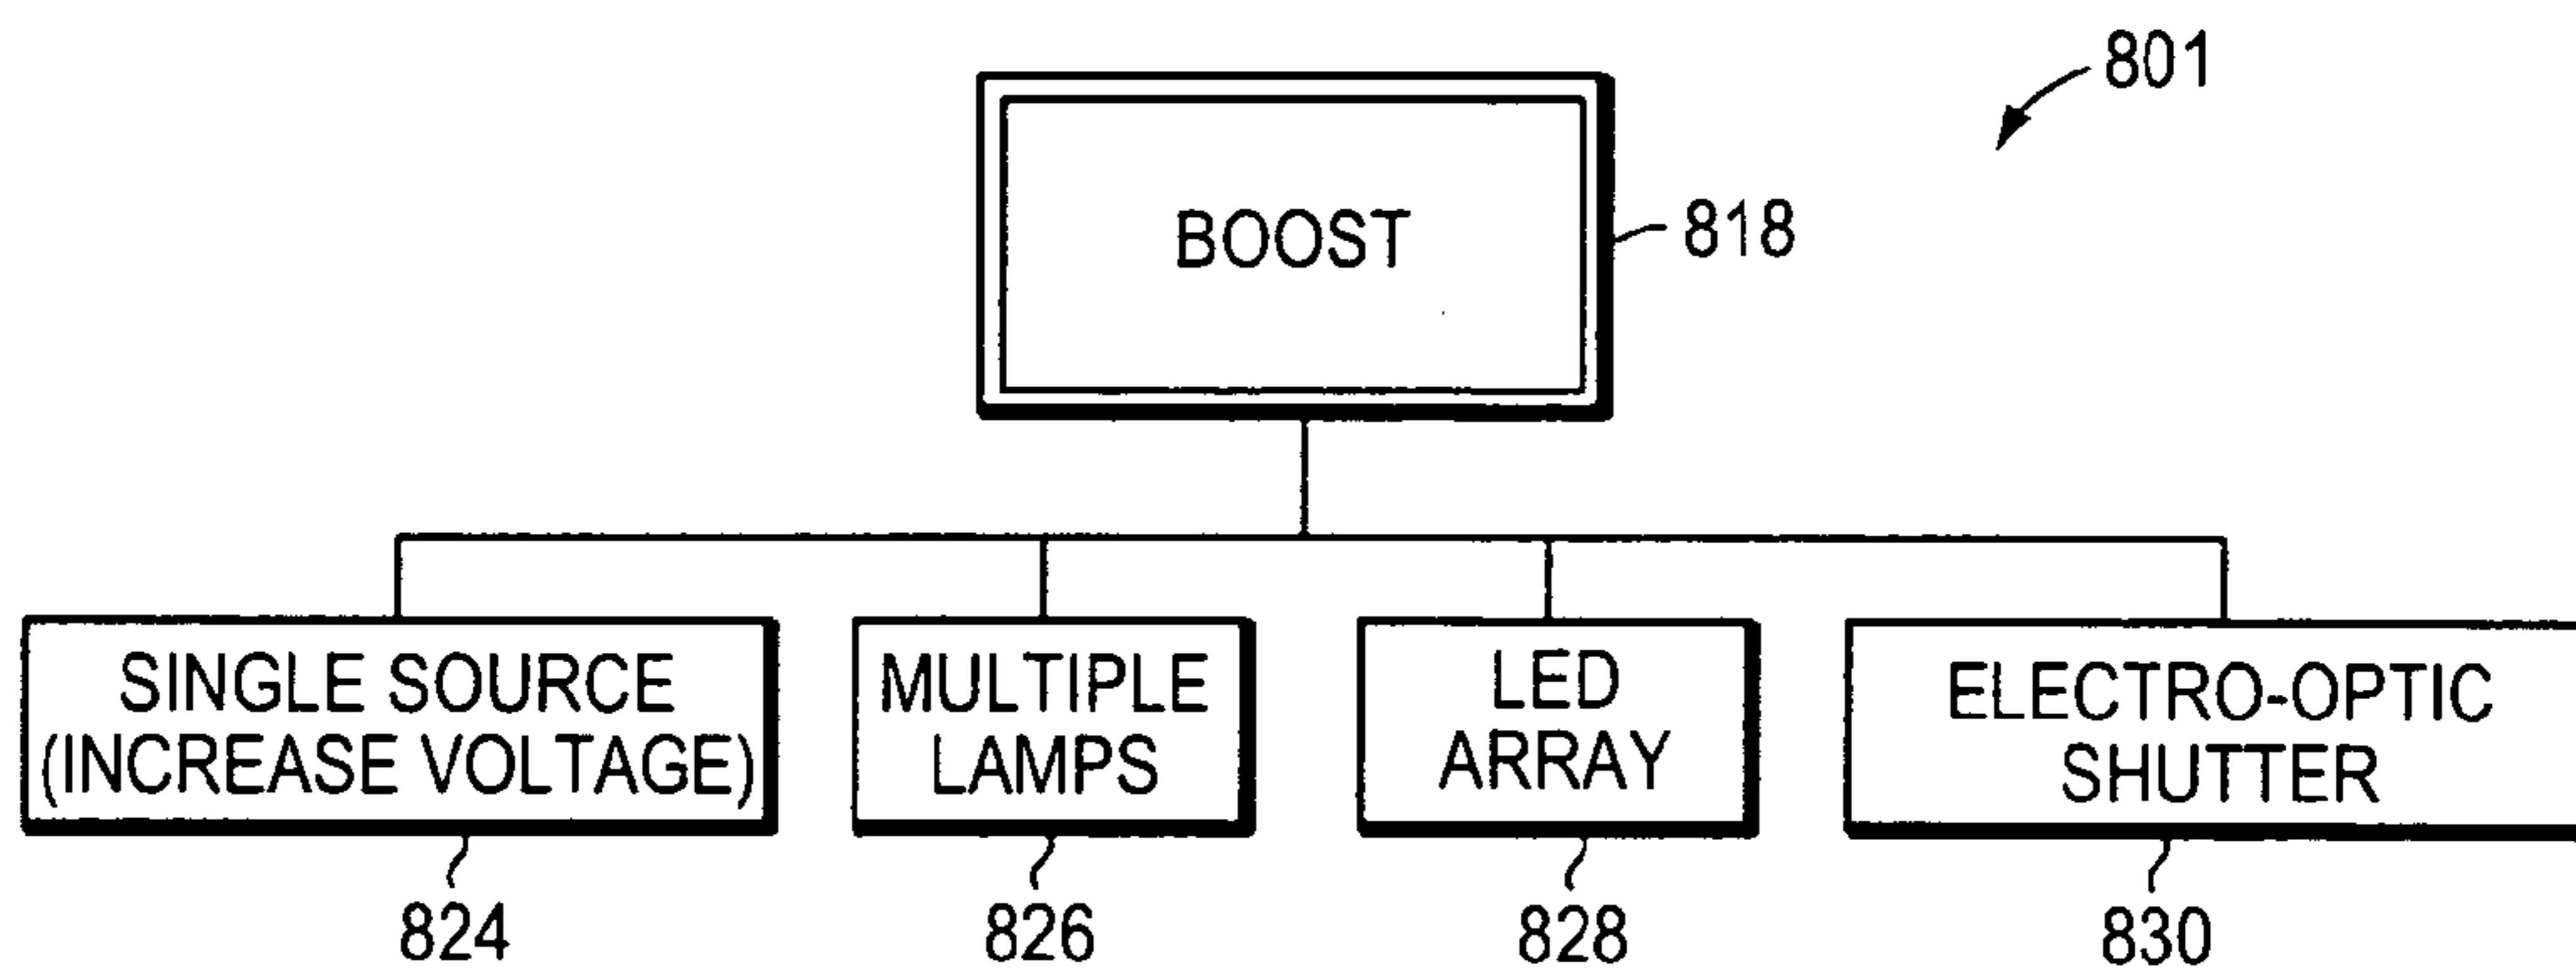 801
BOOST
818
SINGLE SOURCE
(INCREASE VOLTAGE)
MULTIPLE
LAMPS
LED
ARRAY
ELECTRO-OPTIC
SHUTTER
824
826
828
830